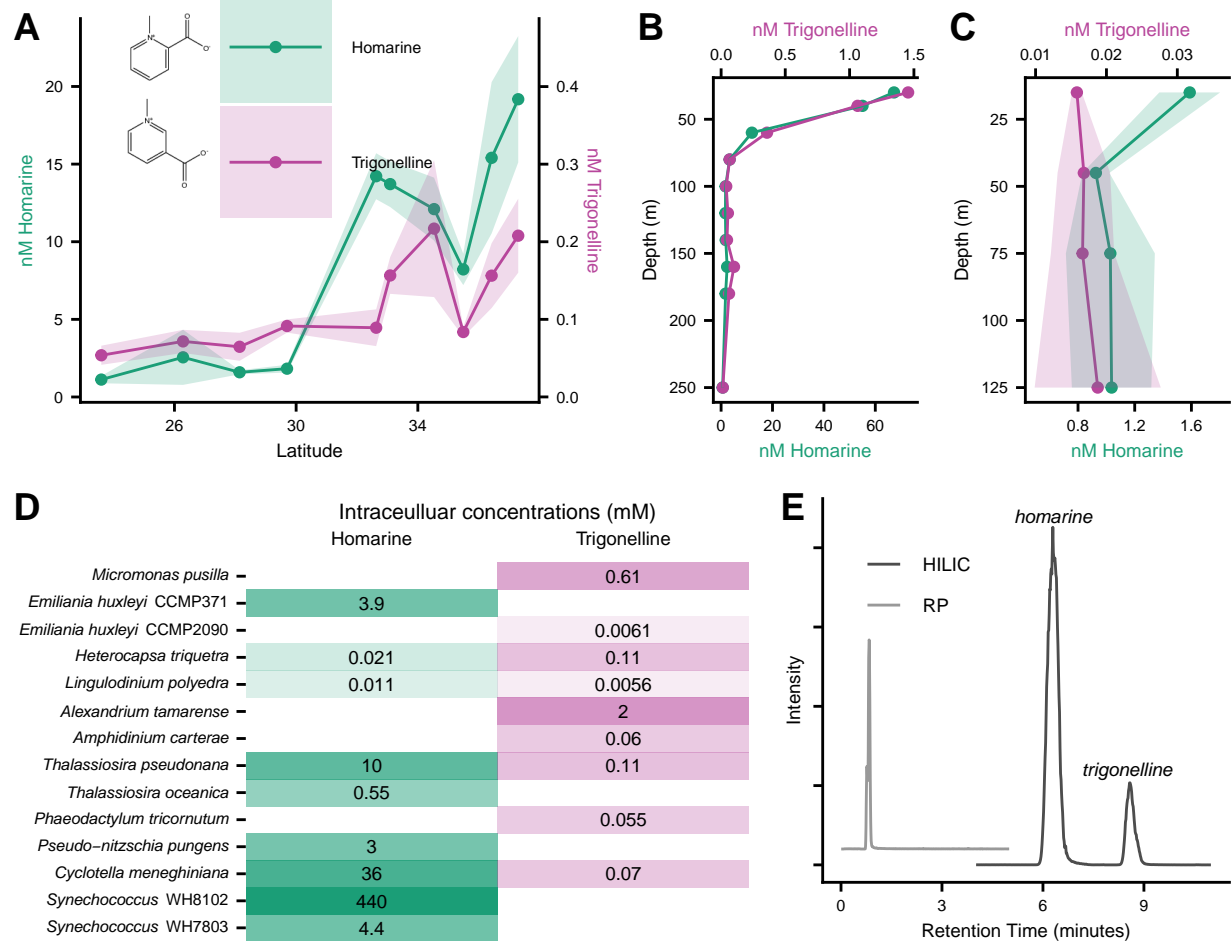 A
Homarine
Trigonelline
N+
O
O-
N+
O-
O
nM Homarine
20
15
10
5
0
0.4
0.3
0.2
0.1
0.0
nM Trigonelline
26
30
34
Latitude
B
nM Trigonelline
0.0
0.5
1.0
1.5
Depth (m)
50
100
150
200
250
0
20
40
60
nM Homarine
C
nM Trigonelline
0.01
0.02
0.03
Depth (m)
25
50
75
100
125
0.8
1.2
1.6
nM Homarine
D
Intraceulluar concentrations (mM)
Homarine
Trigonelline
Micromonas pusilla
0.61
Emiliania huxleyi CCMP371
3.9
Emiliania huxleyi CCMP2090
0.0061
Heterocapsa triquetra
0.021
0.11
Lingulodinium polyedra
0.011
0.0056
Alexandrium tamarense
2
Amphidinium carterae
0.06
Thalassiosira pseudonana
10
0.11
Thalassiosira oceanica
0.55
Phaeodactylum tricornutum
0.055
Pseudo−nitzschia pungens
3
Cyclotella meneghiniana
36
0.07
Synechococcus WH8102
440
Synechococcus WH7803
4.4
E
homarine
HILIC
RP
trigonelline
Intensity
0
3
6
9
Retention Time (minutes)